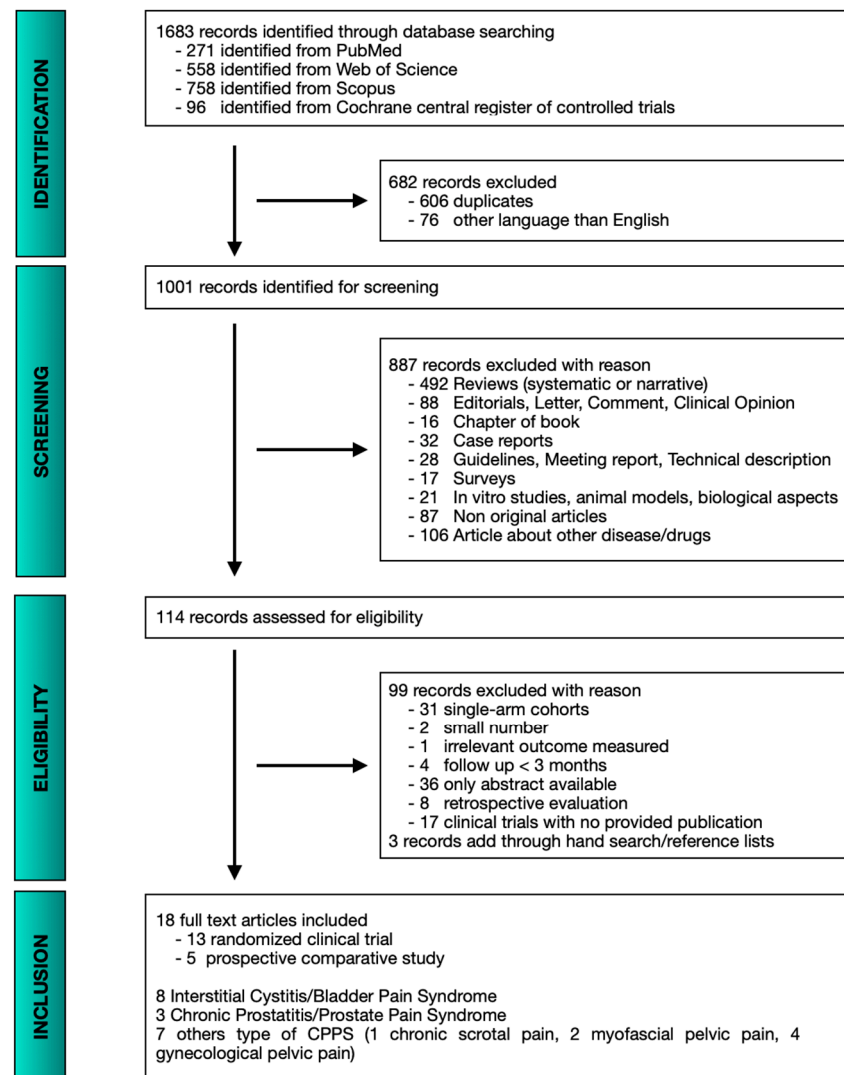 IDENTIFICATION
1683 records identified through database searching
- 271 identified from PubMed
- 558 identified from Web of Science
- 758 identified from Scopus
- 96 identified from Cochrane central register of controlled trials
682 records excluded
- 606 duplicates
- 76 other language than English
SCREENING
1001 records identified for screening
887 records excluded with reason
- 492 Reviews (systematic or narrative)
- 88 Editorials, Letter, Comment, Clinical Opinion
- 16 Chapter of book
- 32 Case reports
- 28 Guidelines, Meeting report, Technical description
- 17 Surveys
- 21 In vitro studies, animal models, biological aspects
- 87 Non original articles
- 106 Article about other disease/drugs
ELIGIBILITY
114 records assessed for eligibility
99 records excluded with reason
- 31 single-arm cohorts
- 2 small number
- 1 irrelevant outcome measured
- 4 follow up < 3 months
- 36 only abstract available
- 8 retrospective evaluation
- 17 clinical trials with no provided publication
3 records add through hand search/reference lists
INCLUSION
18 full text articles included
- 13 randomized clinical trial
- 5 prospective comparative study
8 Interstitial Cystitis/Bladder Pain Syndrome
3 Chronic Prostatitis/Prostate Pain Syndrome
7 others type of CPPS (1 chronic scrotal pain, 2 myofascial pelvic pain, 4
gynecological pelvic pain)